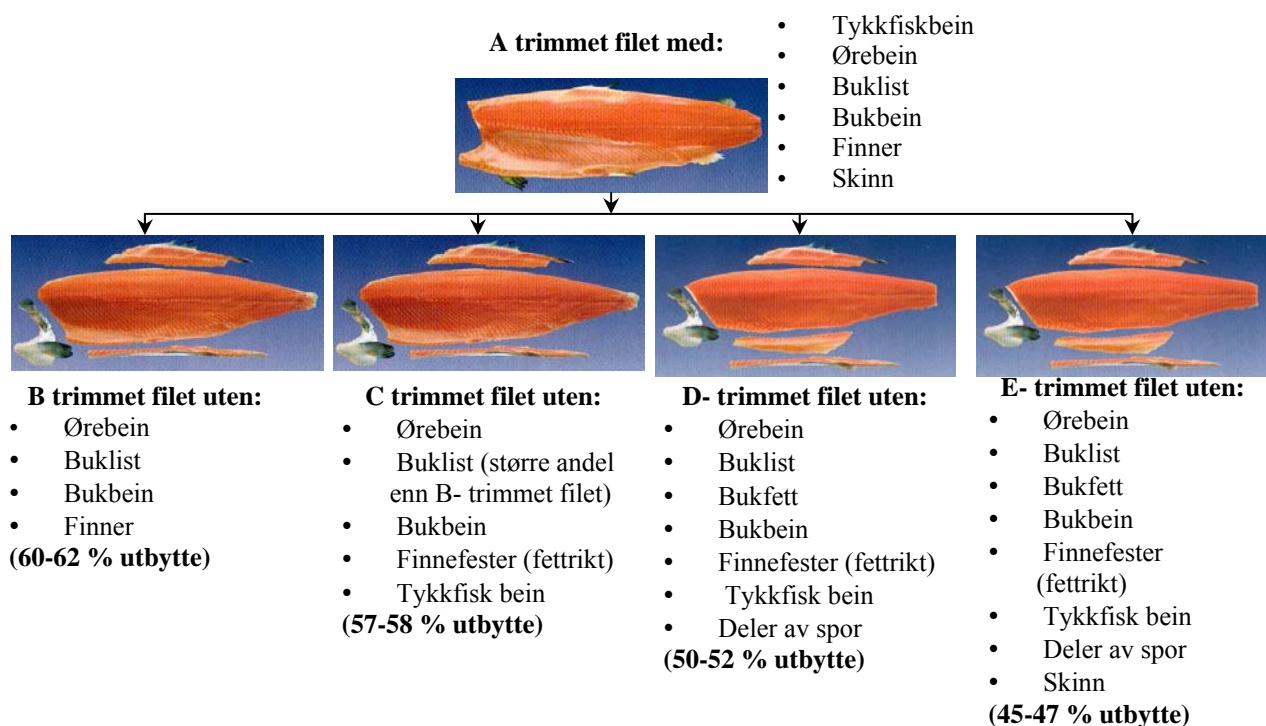 A trimmet filet med:
• Tykkfiskbein
• Ørebein
• Buklist
• Bukbein
• Finner
• Skinn
B trimmet filet uten:
• Ørebein
• Buklist
• Bukbein
• Finner
(60-62 % utbytte)
C trimmet filet uten:
• Ørebein
• Buklist (større andel
enn B- trimmet filet)
• Bukbein
• Finnefester (fettrikt)
• Tykkfisk bein
(57-58 % utbytte)
D- trimmet filet uten:
• Ørebein
• Buklist
• Bukfett
• Bukbein
• Finnefester (fettrikt)
• Tykkfisk bein
• Deler av spor
(50-52 % utbytte)
E- trimmet filet uten:
• Ørebein
• Buklist
• Bukfett
• Bukbein
• Finnefester
(fettrikt)
• Tykkfisk bein
• Deler av spor
• Skinn
(45-47 % utbytte)